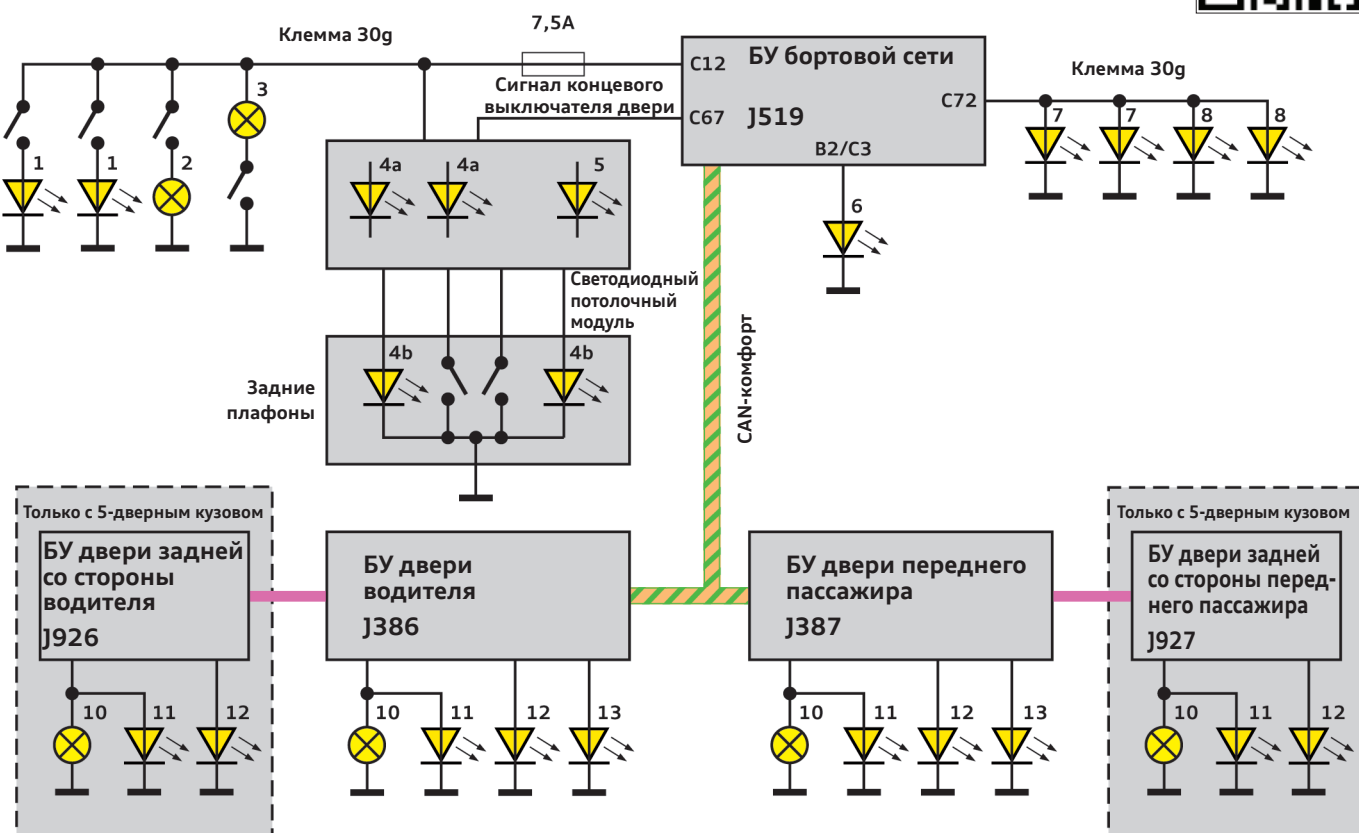 7,5A
Клемма 30g
C12
БУ бортовой сети
Клемма 30g
Сигнал концевого
выключателя двери
C67
J519
C72
B2/C3
3
1
1
2
4a
4a
5
6
7
7
8
8
Светодиодный
потолочный
модуль
4b
4b
Задние
плафоны
CAN-комфорт
Только с 5-дверным кузовом
БУ двери задней
со стороны
водителя
J926
10
11
12
БУ двери
водителя
J386
10
11
12
13
БУ двери переднего
пассажира
J387
10
11
12
13
Только с 5-дверным кузовом
БУ двери задней
со стороны перед-
него пассажира
J927
10
11
12